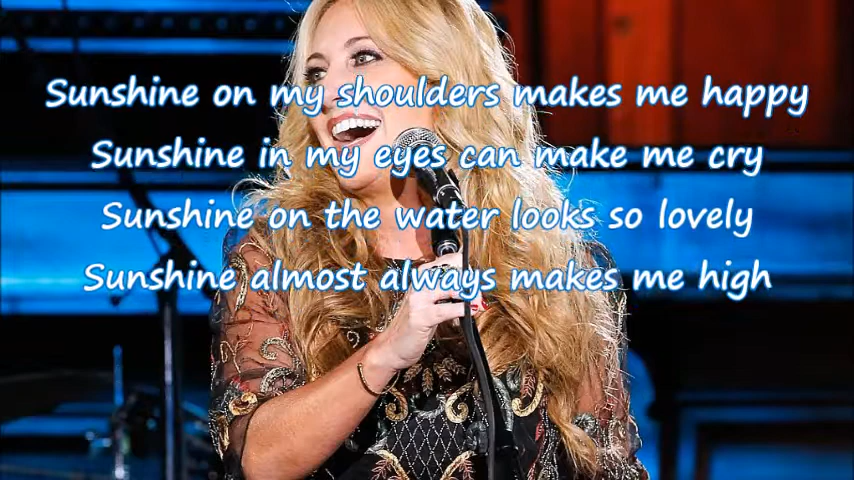 Sunshine on my shoulders makes me happy
Sunshine in my eyes can make me cry
Sunshine on the water looks so lovely
Sunshine almost always makes me high